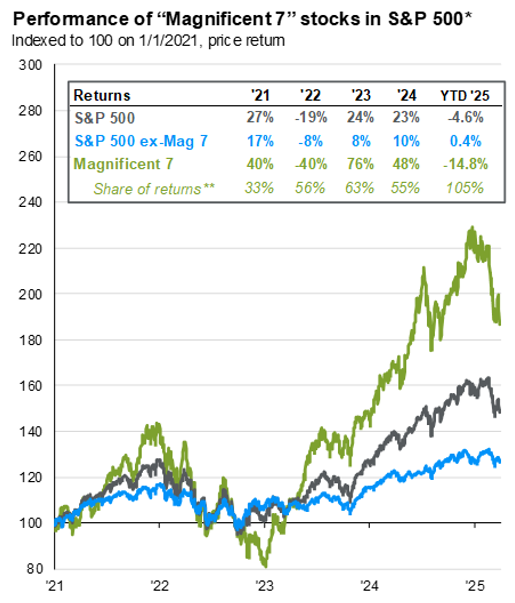 Performance of “Magnificent 7” stocks in S&P 500*
Indexed to 100 on 1/1/2021, price return
300
280
260
240
220
200
180
160
140
120
100
80
Returns '21 '22 '23 '24 YTD '25
S&P 500 27% -19% 24% 23% -4.6%
S&P 500 ex-Mag 7 17% -8% 8% 10% 0.4%
Magnificent 7 40% -40% 76% 48% -14.8%
Share of returns** 33% 56% 63% 55% 105%
'21 '22 '23 '24 '25